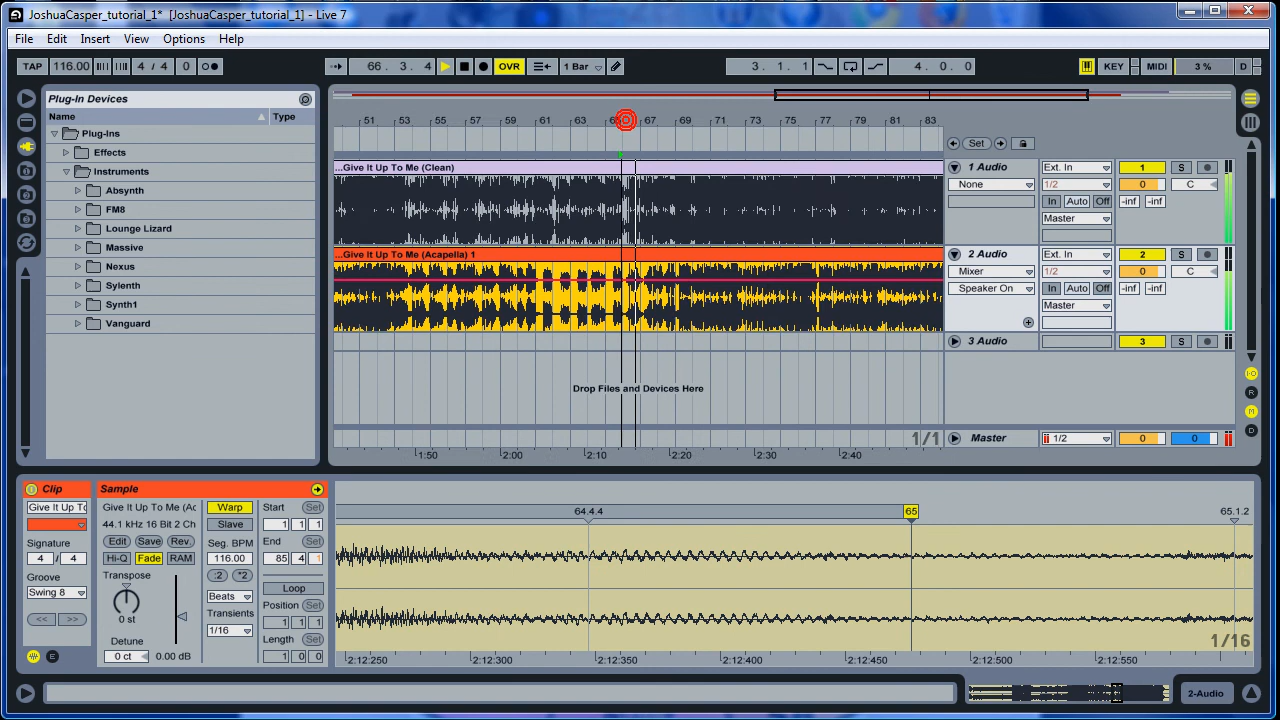 JoshuaCasper_tutorial_1* [JoshuaCasper_tutorial_1] - Live 7
File Edit Insert View Options Help
TAP 116.00 4 / 4 0 66. 3. 4 OVR 1 Bar 3. 1. 1 4. 0. 0 KEY MIDI 3 % D
Plug-In Devices
Name Type
Plug-Ins
Effects
Instruments
Absynth
FM8
Lounge Lizard
Massive
Nexus
Sylenth
Synth1
Vanguard
51 53 55 57 59 61 63 67 69 71 73 75 77 79 81 83
Set
...Give It Up To Me (Clean)
1 Audio Ext. In 1 S
None 1/2 0 C
In Auto Off -inf -inf
Master
...Give It Up To Me (Acapella) 1
2 Audio Ext. In 2 S
Mixer 1/2 0 C
Speaker On In Auto Off -inf -inf
Master
3 Audio 3 S
Drop Files and Devices Here
1/1 Master 1/2 0 0
1:50 2:00 2:10 2:20 2:30 2:40
I·O
R
M
D
Clip
Give It Up To
Signature
4 / 4
Groove
Swing 8
<< >>
E
Sample
Give It Up To Me (Ac
44.1 kHz 16 Bit 2 Ch
Edit Save Rev.
Hi-Q Fade RAM
Transpose
0 st
Detune
0 ct 0.00 dB
Warp
Slave
Seg. BPM
116.00
:2 *2
Beats
Transients
1/16
Start Set
1 1 1
End Set
85 4 1
Loop
Position Set
1 1 1
Length Set
1 0 0
64.4.4 65 65.1.2
1/16
2:12:250 2:12:300 2:12:350 2:12:400 2:12:450 2:12:500 2:12:550
2-Audio